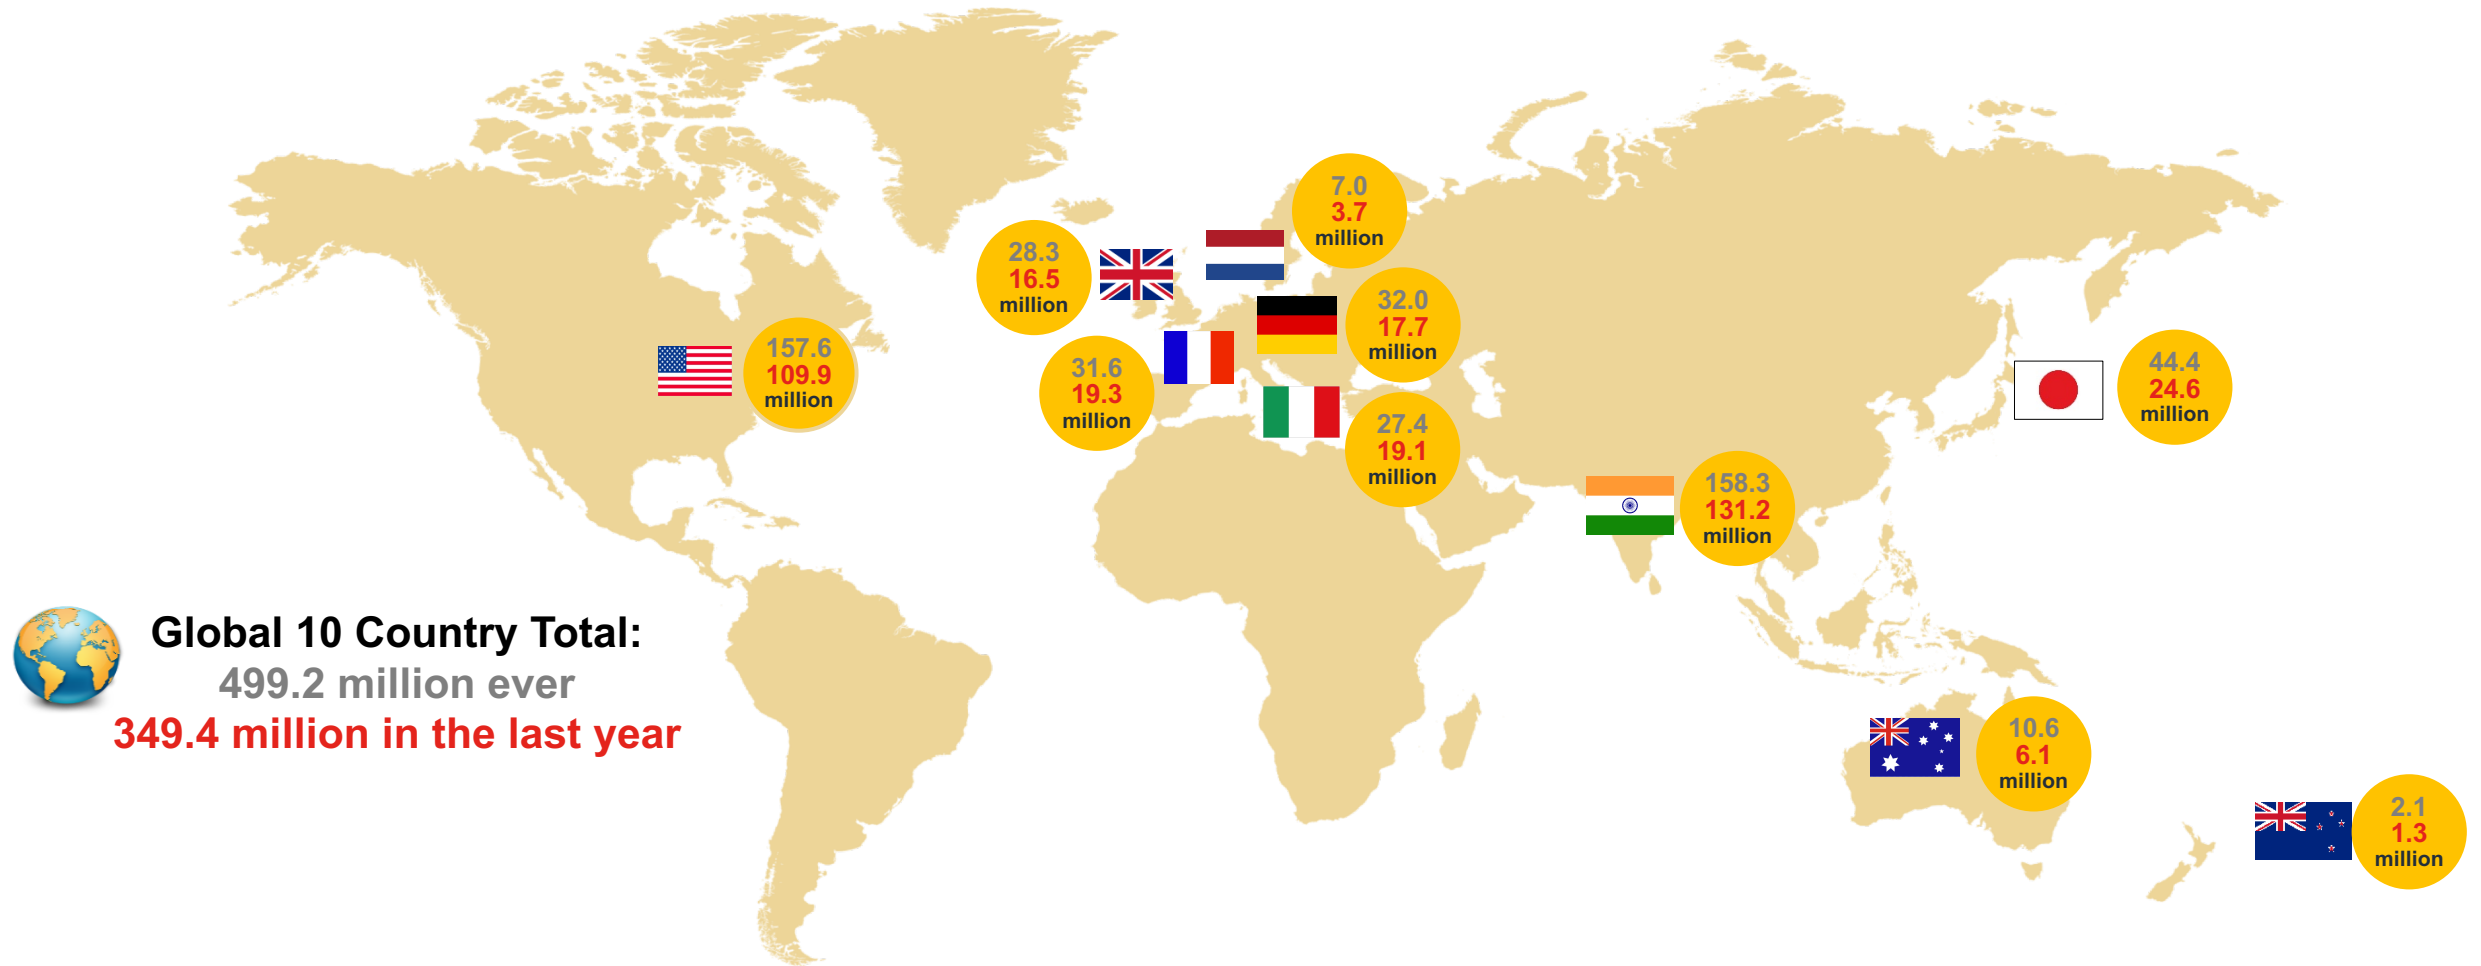 7.0
3.7
million
28.3
16.5
million
32.0
17.7
million
157.6
109.9
million
31.6
19.3
million
44.4
24.6
million
27.4
19.1
million
158.3
131.2
million
Global 10 Country Total:
499.2 million ever
349.4 million in the last year
10.6
6.1
million
2.1
1.3
million